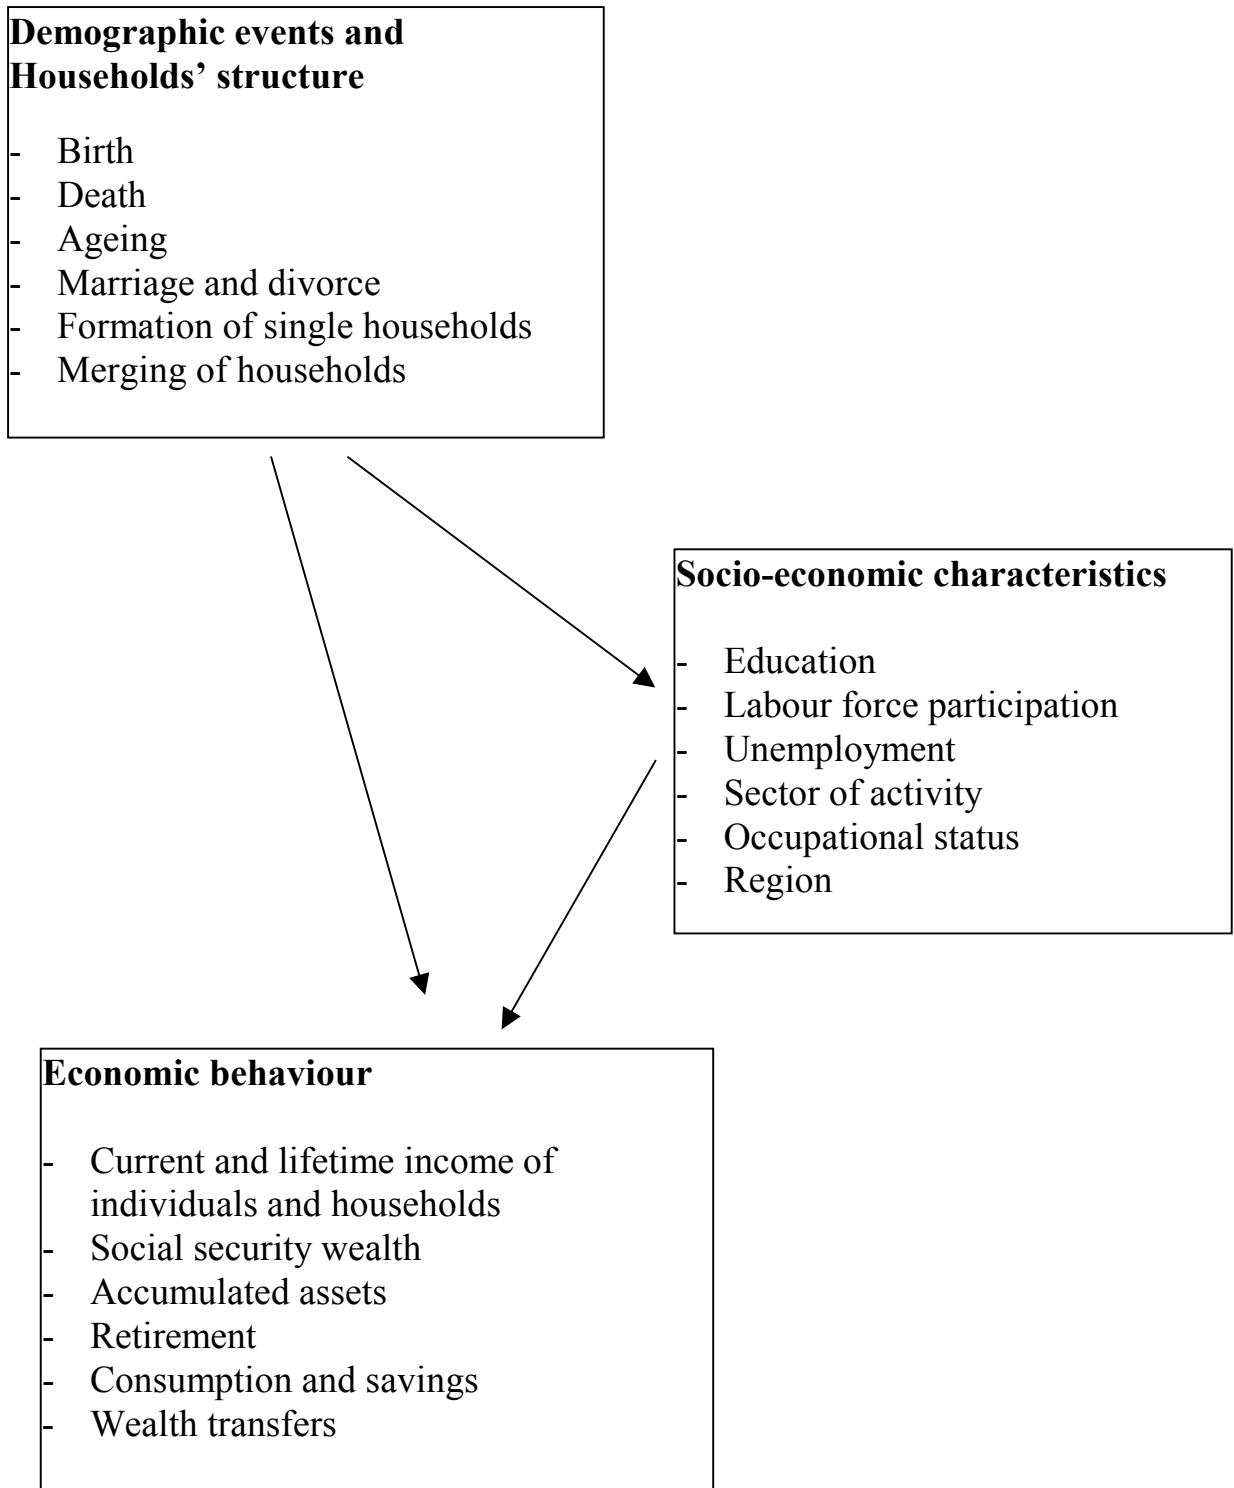 Demographic events and
Households’ structure
- Birth
- Death
- Ageing
- Marriage and divorce
- Formation of single households
- Merging of households
Socio-economic characteristics
- Education
- Labour force participation
- Unemployment
- Sector of activity
- Occupational status
- Region
Economic behaviour
- Current and lifetime income of
individuals and households
- Social security wealth
- Accumulated assets
- Retirement
- Consumption and savings
- Wealth transfers